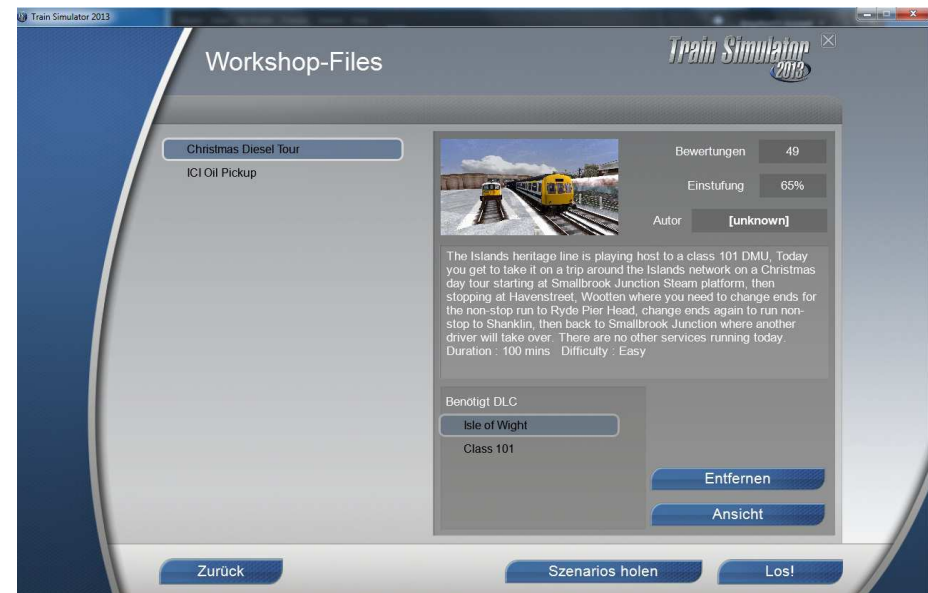 Train Simulator 2013
Workshop-Files
Train Simulator
2013
Christmas Diesel Tour
ICI Oil Pickup
Bewertungen 49
Einstufung 65%
Autor [unknown]
The Islands heritage line is playing host to a class 101 DMU, Today
you get to take it on a trip around the Islands network on a Christmas
day tour starting at Smallbrook Junction Steam platform, then
stopping at Havenstreet, Wootten where you need to change ends for
the non-stop run to Ryde Pier Head, change ends again to run non-
stop to Shanklin, then back to Smallbrook Junction where another
driver will take over. There are no other services running today.
Duration : 100 mins Difficulty : Easy
Benötigt DLC
Isle of Wight
Class 101
Entfernen
Ansicht
Zurück
Szenarios holen
Los!